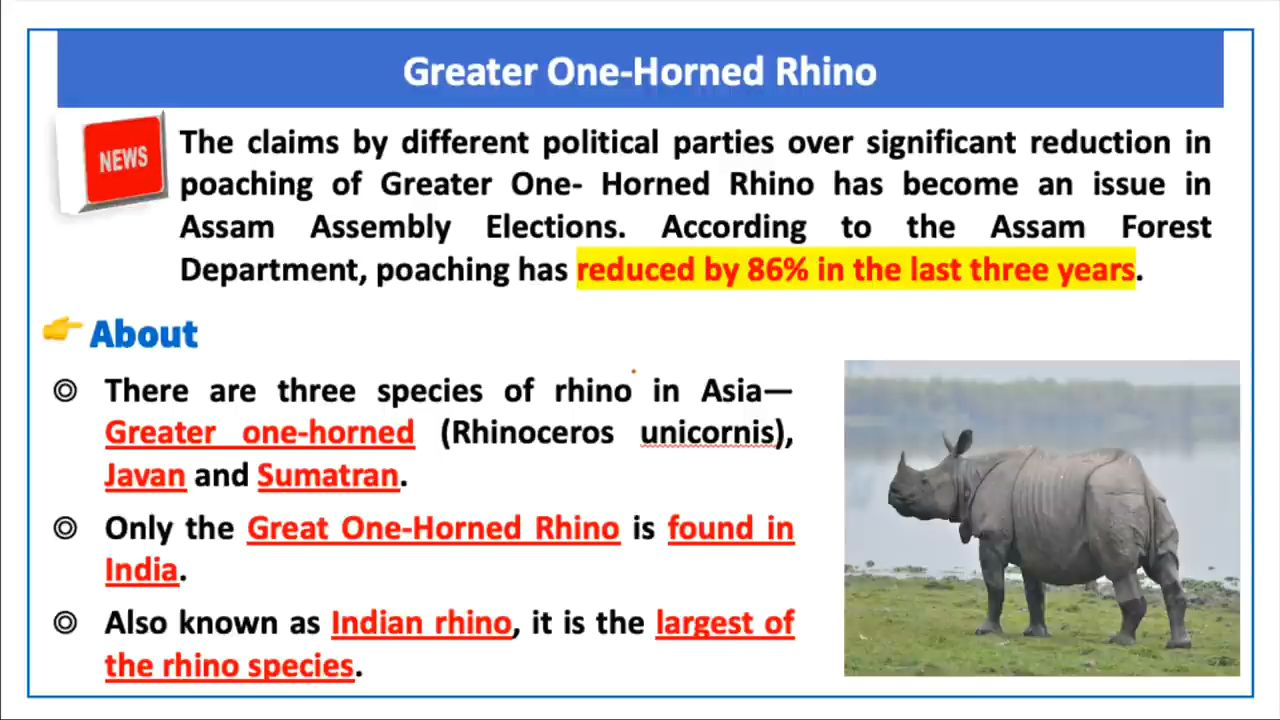 Greater One-Horned Rhino
NEWS
The claims by different political parties over significant reduction in
poaching of Greater One- Horned Rhino has become an issue in
Assam Assembly Elections. According to the Assam Forest
Department, poaching has reduced by 86% in the last three years.
About
There are three species of rhino in Asia—
Greater one-horned (Rhinoceros unicornis),
Javan and Sumatran.
Only the Great One-Horned Rhino is found in
India.
Also known as Indian rhino, it is the largest of
the rhino species.